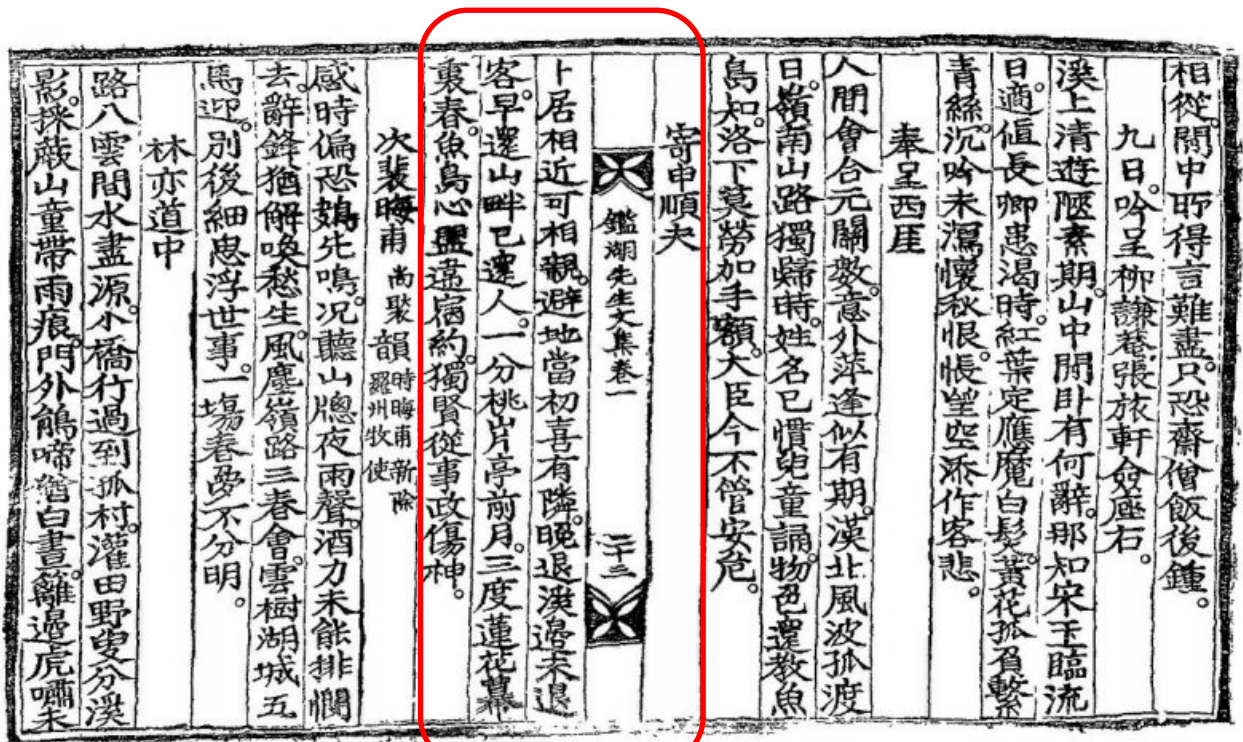 相從。關中所得言難盡。只恐齋僧飯後鍾。
九日。吟呈柳謙菴張旅軒僉座右。
溪上清遊陻素期。山中閑卧有何辭。那知宋玉臨流
日。適値長卿患渴時。紅葉定應魔白髮。黃花孤負繫
青絲。沉吟未瀉懷秋恨。悵望空添作客悲。
奉呈西厓
人間會合元關數。意外萍逢似有期。漢北風波孤渡
日。嶺南山路獨歸時。姓名已慣兒童誦。物色還教魚
鳥知。洛下莫勞加手額。大臣今不管安危。
寄申順夫
鑑湖先生文集卷一 二十二
卜居相近可相親。避地當初喜有隣。晚退漢邊未退
客。早還山畔已還人。一分桃片亭前月。三度蓮花幕
裏春。魚鳥心盟違宿約。獨賢從事政傷神。
次裴晦甫 尙褧 韻 時晦甫新除羅州牧使
感時偏恐鴂先鳴。况聽山牕夜雨聲。酒力未能排悶
去。辭鋒猶解喚愁生。風塵嶺路三春會。雲樹湖城五
馬迎。別後細思浮世事。一場春夢不分明。
林亦道中
路入雲間水盡源。小橋行過到孤村。灌田野叟分溪
影。採蕨山童帶雨痕。門外鵑啼猶白晝。籬邊虎嘯未